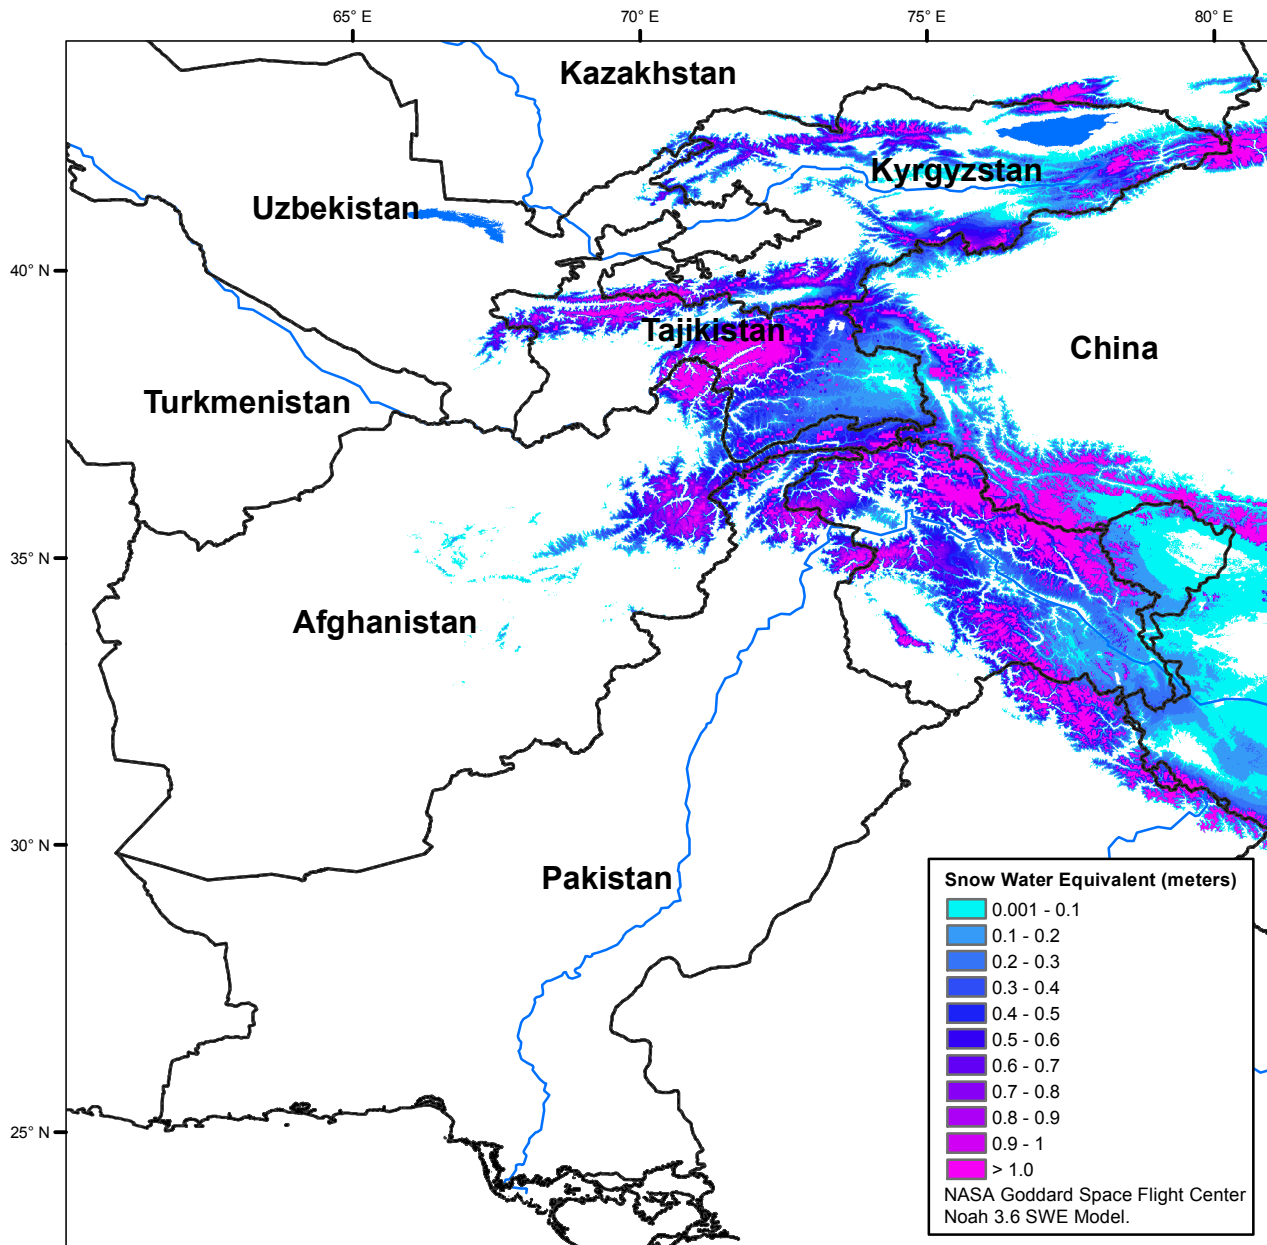 65° E
70° E
75° E
80° E
Kazakhstan
Kyrgyzstan
Uzbekistan
40° N
Tajikistan
China
Turkmenistan
35° N
Afghanistan
30° N
Pakistan
25° N
Snow Water Equivalent (meters)
0.001 - 0.1
0.1 - 0.2
0.2 - 0.3
0.3 - 0.4
0.4 - 0.5
0.5 - 0.6
0.6 - 0.7
0.7 - 0.8
0.8 - 0.9
0.9 - 1
> 1.0
NASA Goddard Space Flight Center
Noah 3.6 SWE Model.